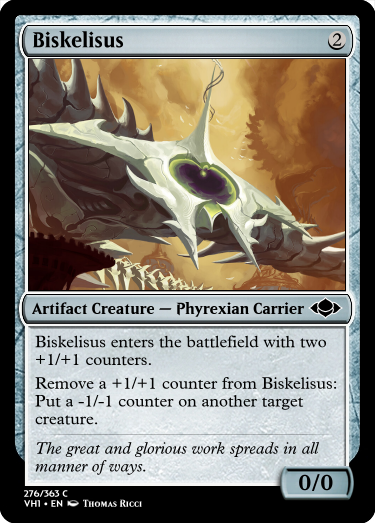 Biskelisus 2
Artifact Creature — Phyrexian Carrier
Biskelisus enters the battlefield with two
+1/+1 counters.
Remove a +1/+1 counter from Biskelisus:
Put a -1/-1 counter on another target
creature.
The great and glorious work spreads in all
manner of ways.
0/0
276/363 C
VH1 • EN Thomas Ricci